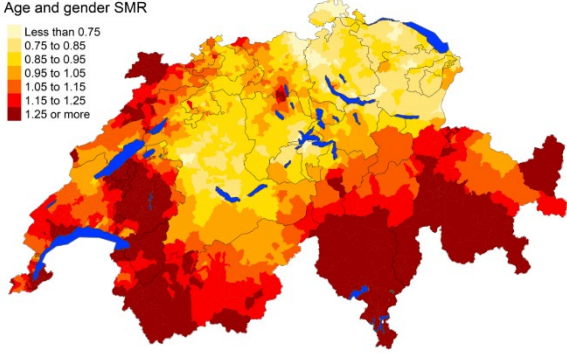 Age and gender SMR
Less than 0.75
0.75 to 0.85
0.85 to 0.95
0.95 to 1.05
1.05 to 1.15
1.15 to 1.25
1.25 or more